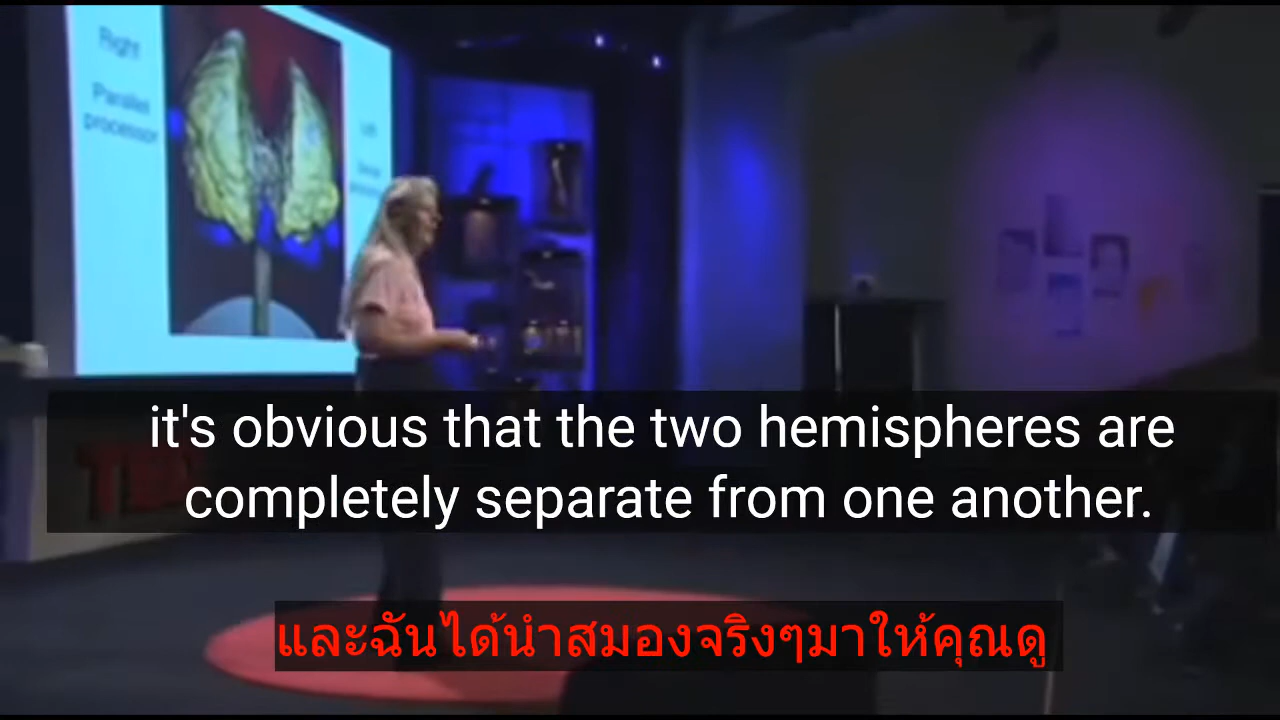 Right
Parallel
processor
Left
TED
it's obvious that the two hemispheres are
completely separate from one another.
และฉันได้นำสมองจริงๆมาให้คุณดู